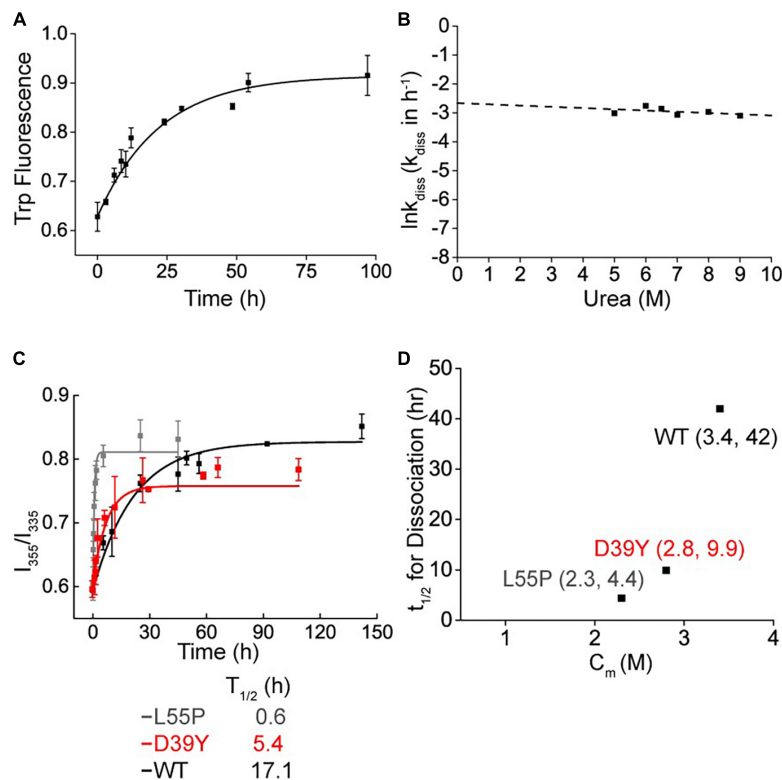 A
Trp Fluorescence
1.0
0.9
0.8
0.7
0.6
0 25 50 75 100
Time (h)
B
lnk_diss (k_diss in h⁻¹)
0
-1
-2
-3
-4
-5
-6
-7
-8
0 1 2 3 4 5 6 7 8 9 10
Urea (M)
C
I₃₅₅/I₃₃₅
0.9
0.8
0.7
0.6
0 30 60 90 120 150
Time (h)
T₁/₂ (h)
–L55P 0.6
–D39Y 5.4
–WT 17.1
D
t₁/₂ for Dissociation (hr)
50
40
30
20
10
0
WT (3.4, 42)
D39Y (2.8, 9.9)
L55P (2.3, 4.4)
1 2 3 4
Cₘ (M)